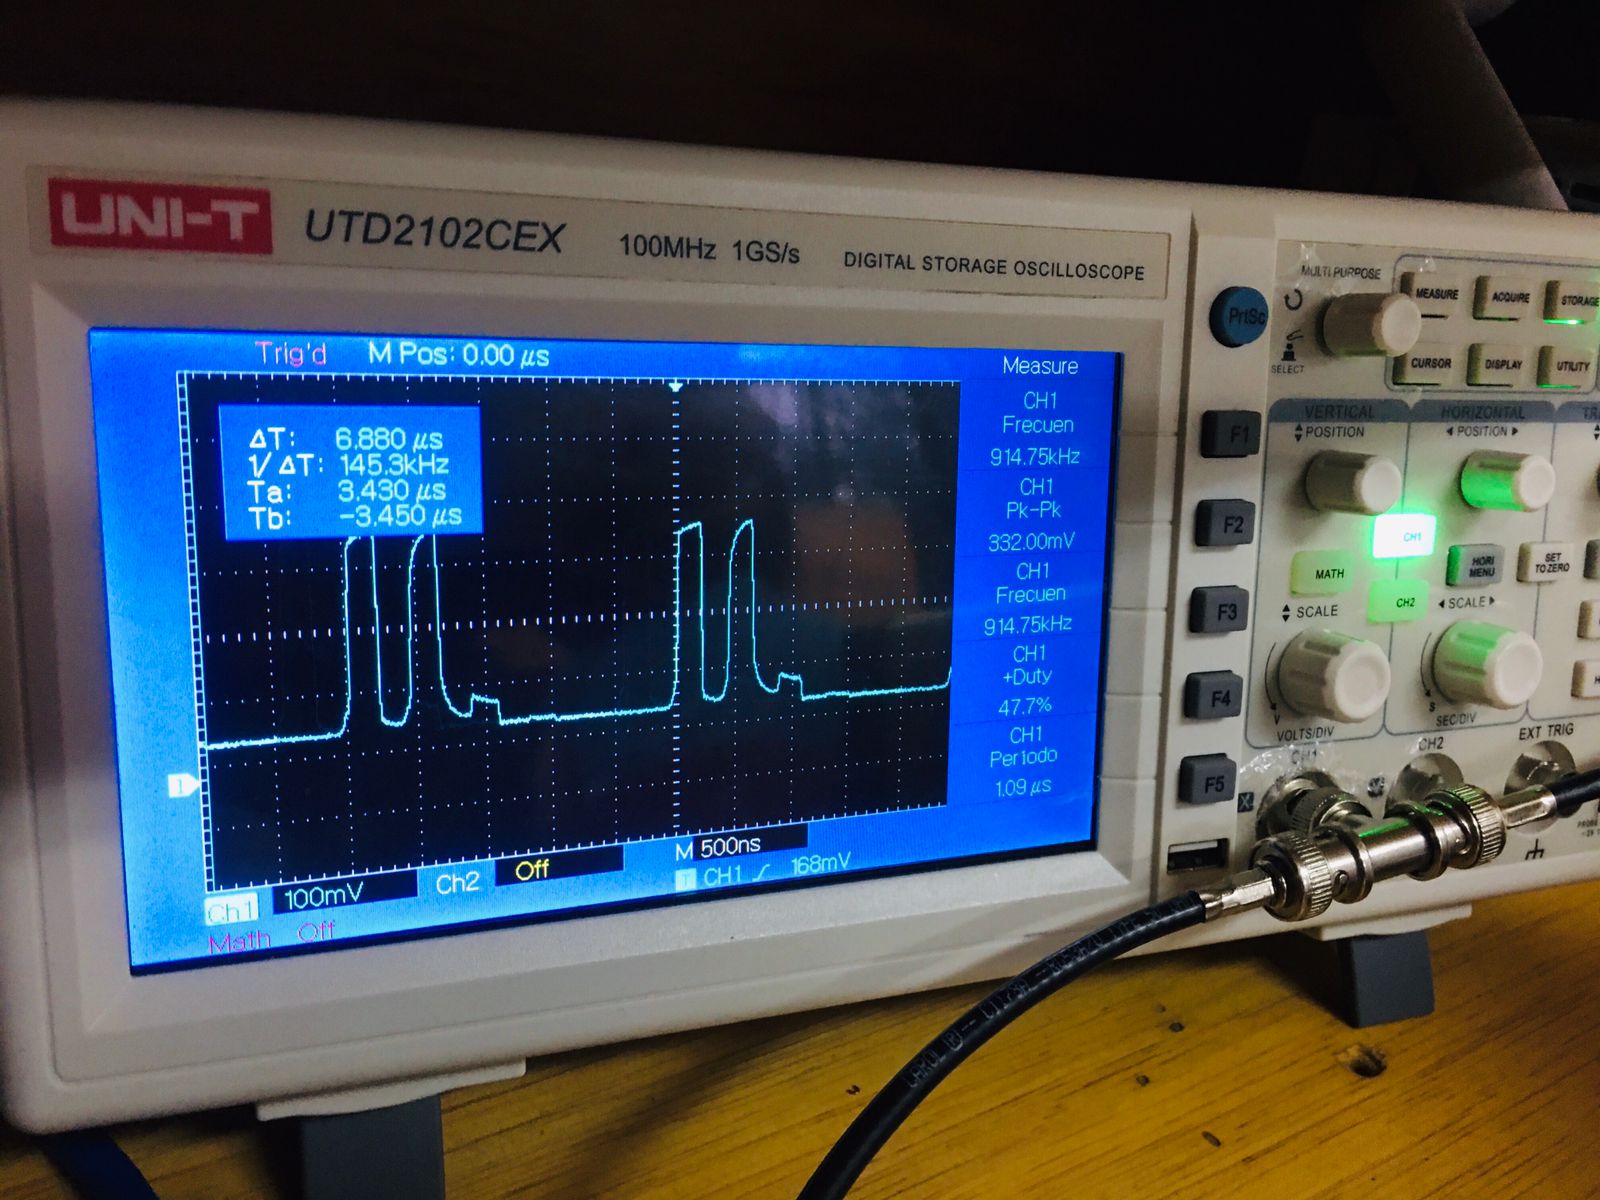 UNI-T UTD2102CEX 100MHz 1GS/s DIGITAL STORAGE OSCILLOSCOPE
Trig'd M Pos: 0.00 μs
ΔT: 6.880 μs
1/ΔT: 145.3kHz
Ta: 3.430 μs
Tb: -3.450 μs
Measure
CH1
Frecuen
914.75kHz
CH1
Pk-Pk
332.00mV
CH1
Frecuen
914.75kHz
CH1
+Duty
47.7%
CH1
Periodo
1.09 μs
1
Ch1 100mV Ch2 Off M 500ns
T CH1 168mV
Math Off
PrtSc
F1
F2
F3
F4
F5
MULTI PURPOSE
SELECT
MEASURE ACQUIRE STORAGE
CURSOR DISPLAY UTILITY
VERTICAL HORIZONTAL
POSITION POSITION
CH1
MATH HORI MENU SET TO ZERO
CH2
SCALE SCALE
V
S
VOLTS/DIV SEC/DIV
CH1 CH2 EXT TRIG
X